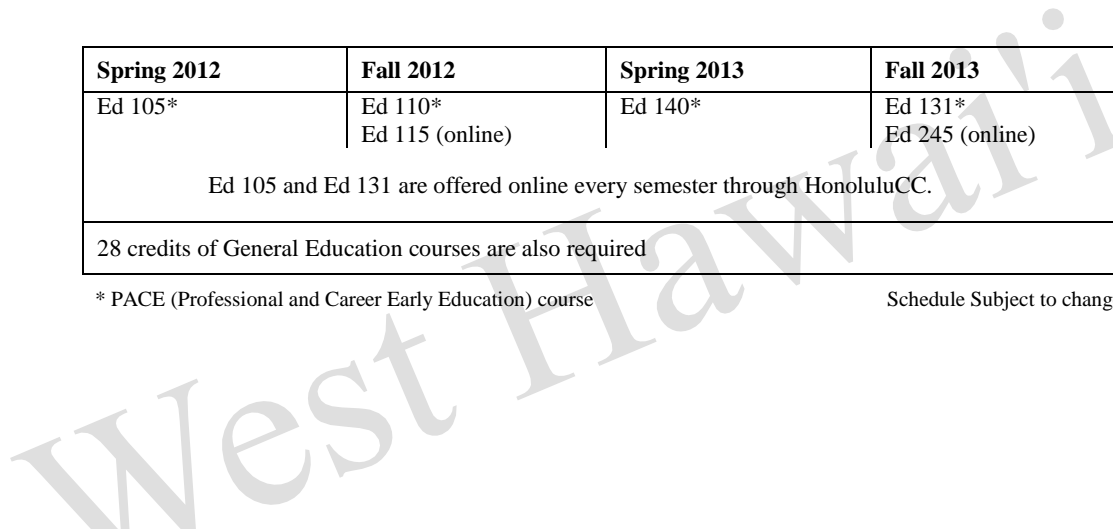 Spring 2012 Fall 2012 Spring 2013 Fall 2013
Ed 105* Ed 110* Ed 140* Ed 131*
Ed 115 (online) Ed 245 (online)
Ed 105 and Ed 131 are offered online every semester through HonoluluCC.
28 credits of General Education courses are also required
* PACE (Professional and Career Early Education) course Schedule Subject to chang
West Hawai'i